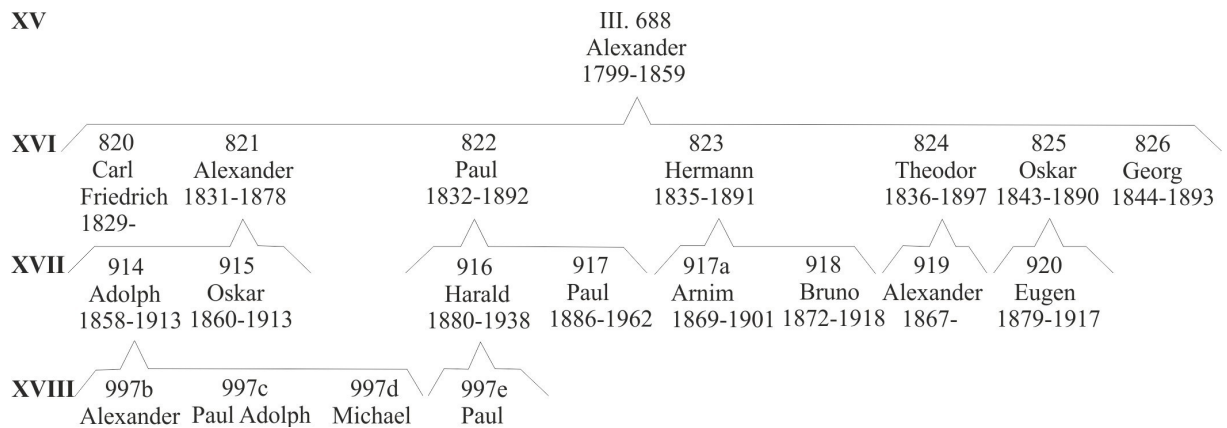 XV III. 688
Alexander
1799-1859
XVI 820 821 822 823 824 825 826
Carl Alexander Paul Hermann Theodor Oskar Georg
Friedrich 1831-1878 1832-1892 1835-1891 1836-1897 1843-1890 1844-1893
1829-
XVII 914 915 916 917 917a 918 919 920
Adolph Oskar Harald Paul Arnim Bruno Alexander Eugen
1858-1913 1860-1913 1880-1938 1886-1962 1869-1901 1872-1918 1867- 1879-1917
XVIII 997b 997c 997d 997e
Alexander Paul Adolph Michael Paul